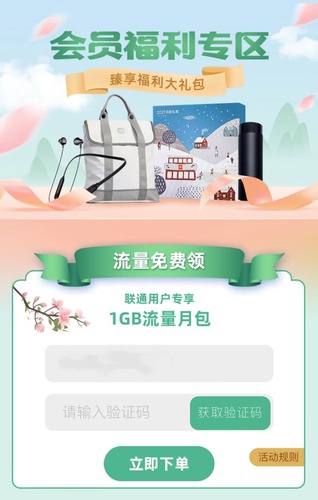 会员福利专区
臻享福利大礼包
流量免费领
联通用户专享
1GB流量月包
请输入验证码
获取验证码
活动规则
立即下单